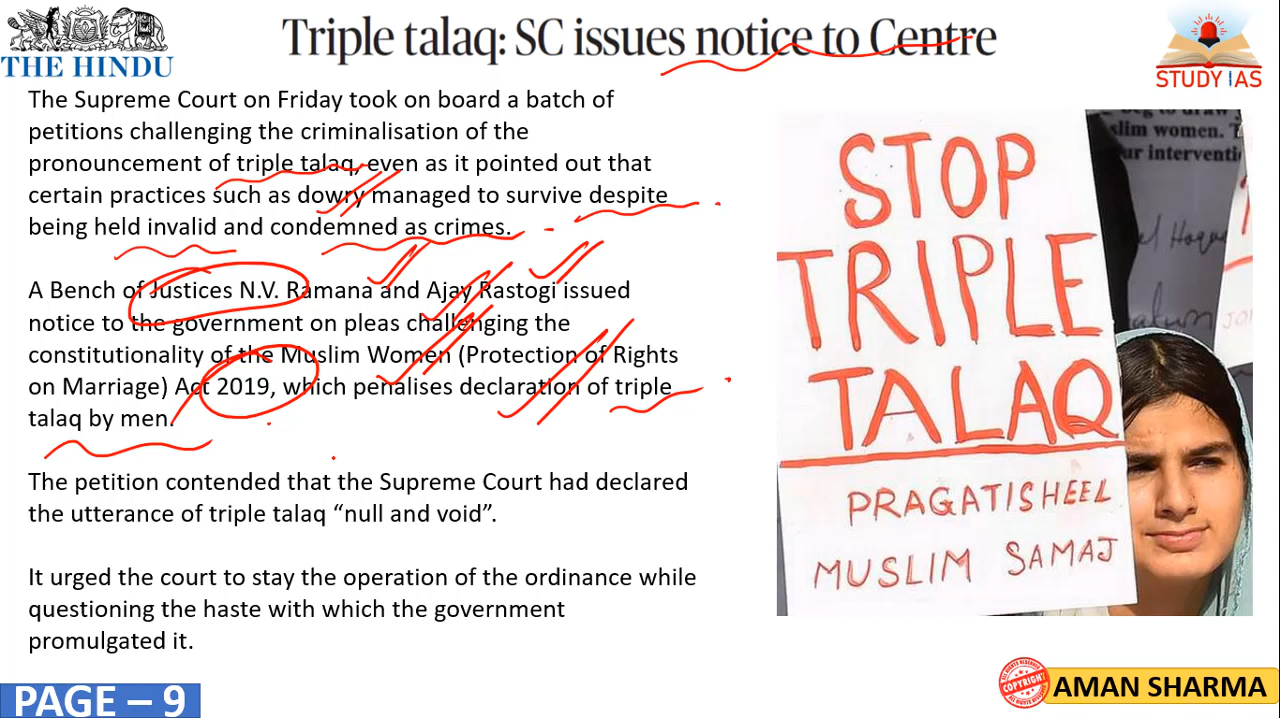 THE HINDU
Triple talaq: SC issues notice to Centre
STUDY IAS
The Supreme Court on Friday took on board a batch of
petitions challenging the criminalisation of the
pronouncement of triple talaq, even as it pointed out that
certain practices such as dowry managed to survive despite
being held invalid and condemned as crimes.
A Bench of Justices N.V. Ramana and Ajay Rastogi issued
notice to the government on pleas challenging the
constitutionality of the Muslim Women (Protection of Rights
on Marriage) Act 2019, which penalises declaration of triple
talaq by men.
The petition contended that the Supreme Court had declared
the utterance of triple talaq “null and void”.
It urged the court to stay the operation of the ordinance while
questioning the haste with which the government
promulgated it.
STOP
TRIPLE
TALAQ
PRAGATISHEEL
MUSLIM SAMAJ
slim women.
ur interventi
PAGE – 9
COPYRIGHT
AMAN SHARMA